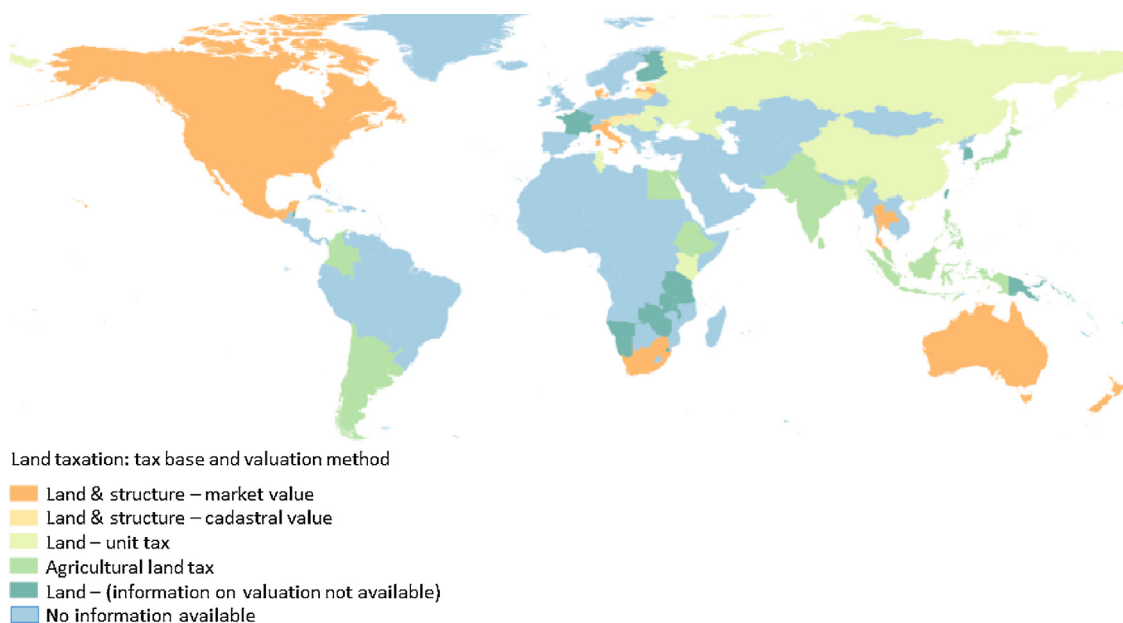 Land taxation: tax base and valuation method
Land & structure – market value
Land & structure – cadastral value
Land – unit tax
Agricultural land tax
Land – (information on valuation not available)
No information available